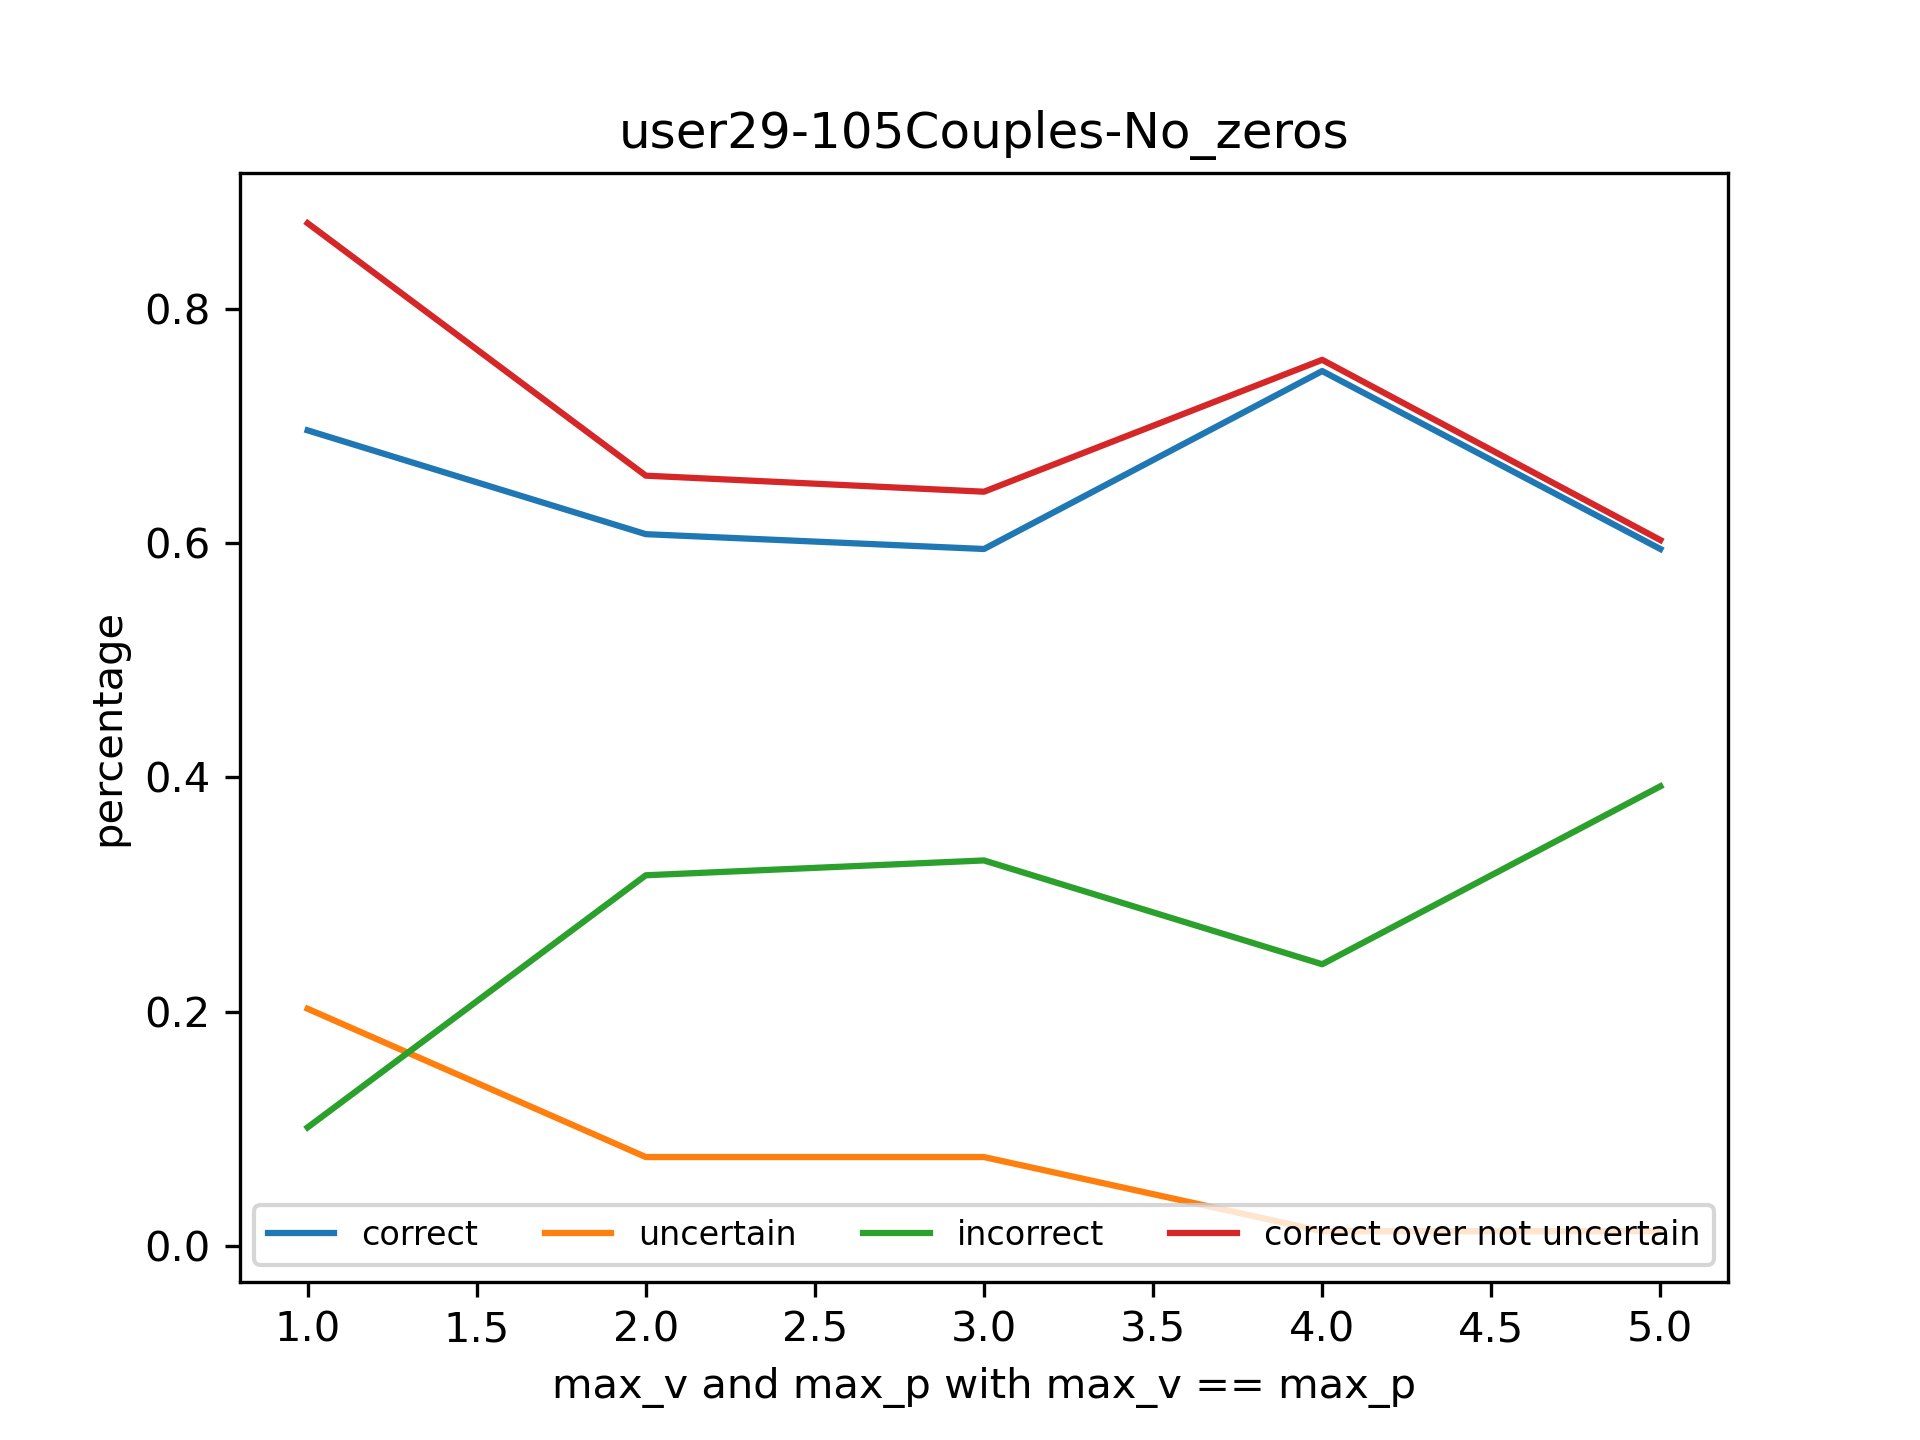 user29-105Couples-No_zeros
percentage
0.8
0.6
0.4
0.2
0.0
correct uncertain incorrect correct over not uncertain
1.0 1.5 2.0 2.5 3.0 3.5 4.0 4.5 5.0
max_v and max_p with max_v == max_p